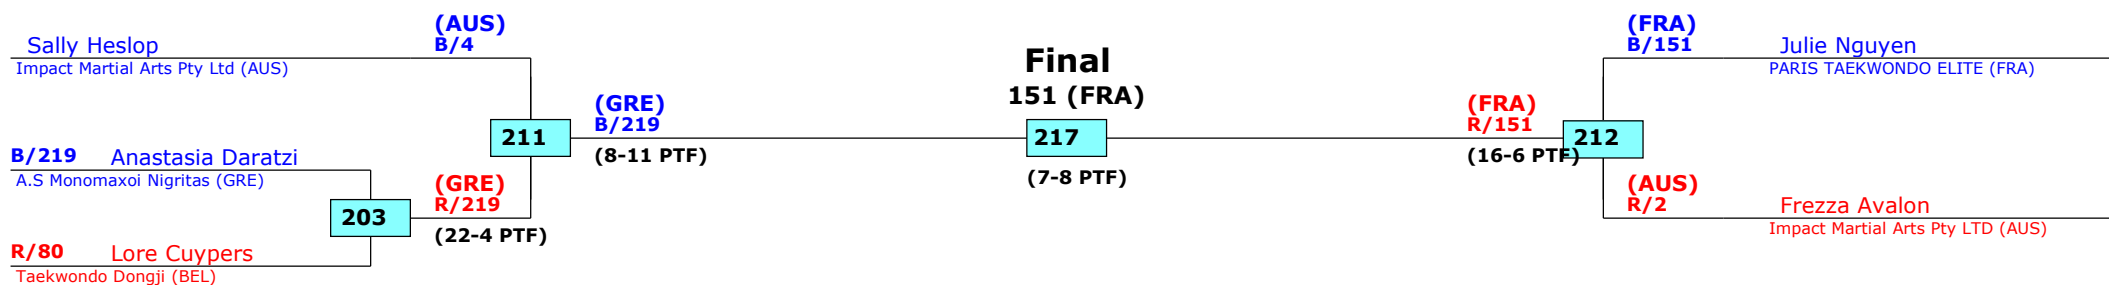 (AUS)
B/4
Sally Heslop
Impact Martial Arts Pty Ltd (AUS)
B/219 Anastasia Daratzi
A.S Monomaxoi Nigritas (GRE)
203
(GRE)
R/219
(22-4 PTF)
R/80 Lore Cuypers
Taekwondo Dongji (BEL)
211
(GRE)
B/219
(8-11 PTF)
Final
151 (FRA)
217
(7-8 PTF)
(FRA)
R/151
(16-6 PTF)
212
(FRA)
B/151
Julie Nguyen
PARIS TAEKWONDO ELITE (FRA)
(AUS)
R/2
Frezza Avalon
Impact Martial Arts Pty LTD (AUS)